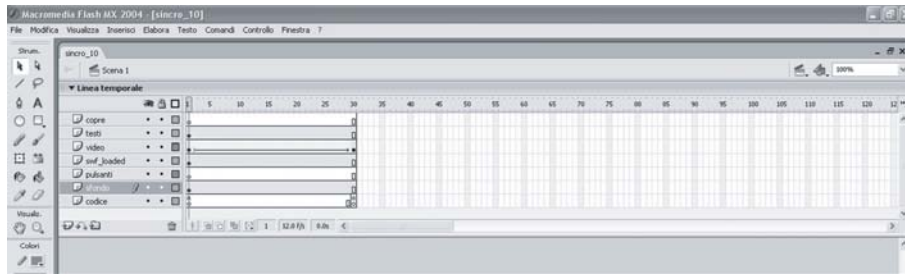 Macromedia Flash MX 2004 - [sincro_10]
File Modifica Visualizza Inserisci Elabora Testo Comandi Controllo Finestra ?
Strum.
sincro_10
Scena 1
100%
Linea temporale
1 5 10 15 20 25 30 35 40 45 50 55 60 65 70 75 80 85 90 95 100 105 110 115 120 12
copre
testi
video
swf_loaded
pulsanti
sfondo
codice
1 12.0 f/s 0.0s
Visualiz.
Colori